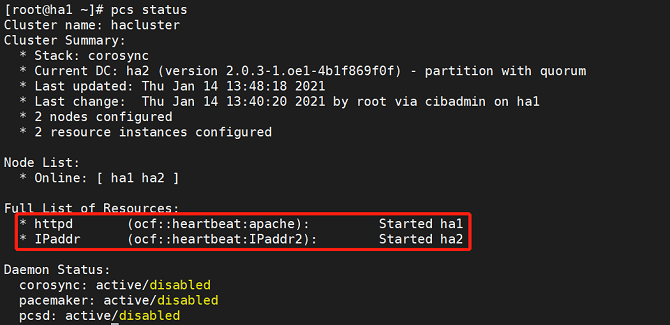 [root@ha1 ~]# pcs status
Cluster name: hacluster
Cluster Summary:
  * Stack: corosync
  * Current DC: ha2 (version 2.0.3-1.oe1-4b1f869f0f) - partition with quorum
  * Last updated: Thu Jan 14 13:48:18 2021
  * Last change:  Thu Jan 14 13:40:20 2021 by root via cibadmin on ha1
  * 2 nodes configured
  * 2 resource instances configured

Node List:
  * Online: [ ha1 ha2 ]

Full List of Resources:
  * httpd       (ocf::heartbeat:apache):         Started ha1
  * IPaddr      (ocf::heartbeat:IPaddr2):        Started ha2

Daemon Status:
  corosync: active/disabled
  pacemaker: active/disabled
  pcsd: active/disabled